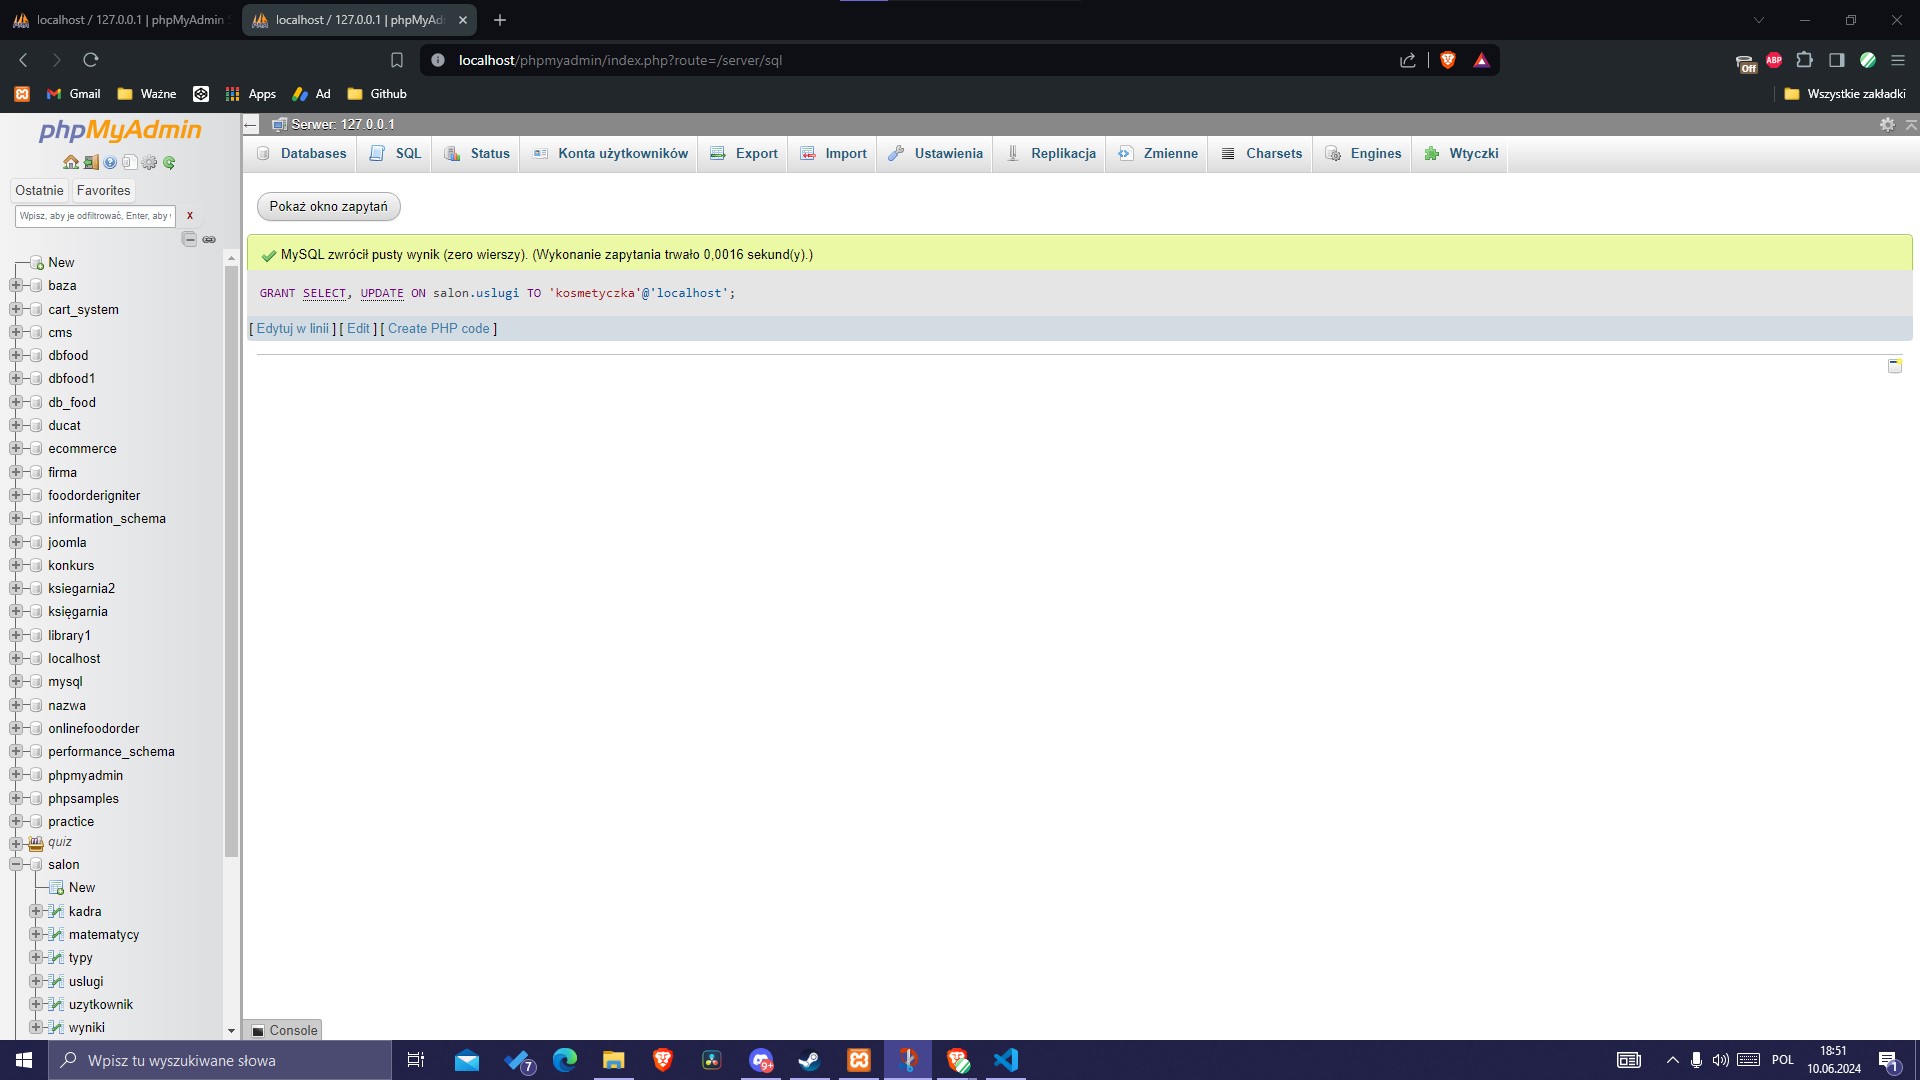 localhost / 127.0.0.1 | phpMyAdmin
localhost / 127.0.0.1 | phpMyAd
localhost/phpmyadmin/index.php?route=/server/sql
Off
ABP
Gmail
Ważne
Apps
Ad
Github
Wszystkie zakładki
phpMyAdmin
Serwer: 127.0.0.1
Databases
SQL
Status
Konta użytkowników
Export
Import
Ustawienia
Replikacja
Zmienne
Charsets
Engines
Wtyczki
Ostatnie
Favorites
Wpisz, aby je odfiltrować, Enter, aby
X
Pokaż okno zapytań
MySQL zwrócił pusty wynik (zero wierszy). (Wykonanie zapytania trwało 0,0016 sekund(y).)
GRANT SELECT, UPDATE ON salon.uslugi TO 'kosmetyczka'@'localhost';
[ Edytuj w linii ] [ Edit ] [ Create PHP code ]
New
baza
cart_system
cms
dbfood
dbfood1
db_food
ducat
ecommerce
firma
foodorderigniter
information_schema
joomla
konkurs
ksiegarnia2
księgarnia
library1
localhost
mysql
nazwa
onlinefoodorder
performance_schema
phpmyadmin
phpsamples
practice
quiz
salon
New
kadra
matematycy
typy
uslugi
uzytkownik
wyniki
Console
Wpisz tu wyszukiwane słowa
7
9+
POL
18:51
10.06.2024
1